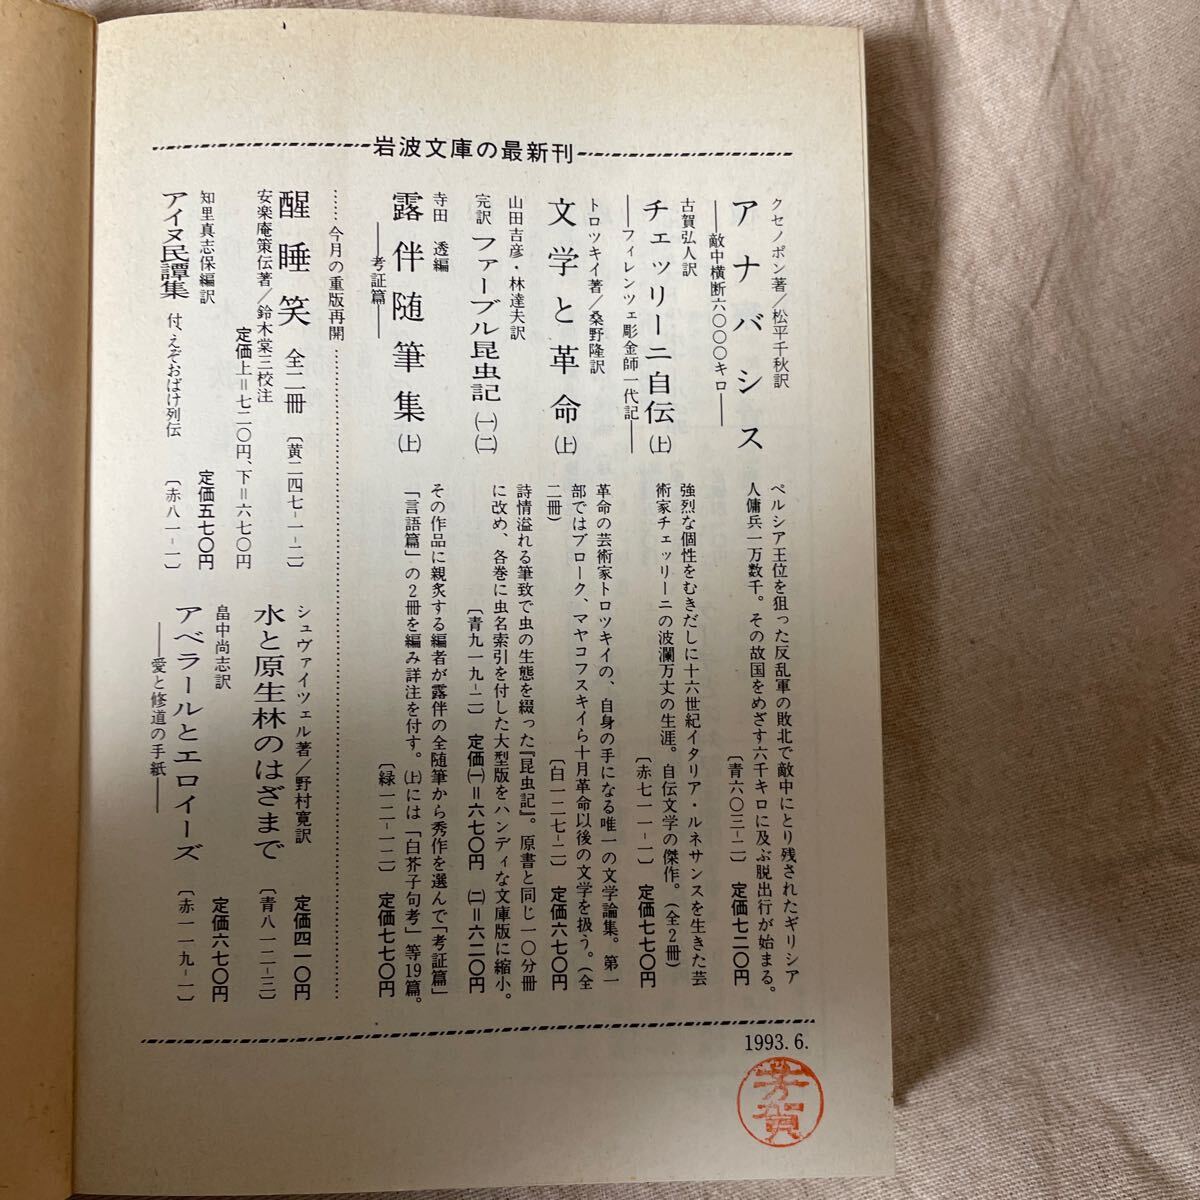 岩波文庫の最新刊
クセノポン著/松平千秋訳
アナバシス
――敵中横断六〇〇〇キロ――
ペルシア王位を狙った反乱軍の敗北で敵中にとり残されたギリシア
人傭兵一万数千。その故国をめざす六千キロに及ぶ脱出行が始まる。
〔青六〇三-二〕 定価七二〇円
古賀弘人訳
チェッリーニ自伝(上)
――フィレンツェ彫金師一代記――
強烈な個性をむきだしに十六世紀イタリア・ルネサンスを生きた芸
術家チェッリーニの波瀾万丈の生涯。自伝文学の傑作。(全2冊)
〔赤七一一-一〕 定価七七〇円
トロツキイ著/桑野隆訳
文学と革命(上)
革命の芸術家トロツキイの、自身の手になる唯一の文学論集。第一
部ではブローク、マヤコフスキイら十月革命以後の文学を扱う。(全
二冊)
〔白一二七-二〕 定価六七〇円
山田吉彦・林達夫訳
完訳 ファーブル昆虫記(一)(二)
詩情溢れる筆致で虫の生態を綴った『昆虫記』。原書と同じ一〇分冊
に改め、各巻に虫名索引を付した大型版をハンディな文庫版に縮小。
〔青九一九-一・二〕 定価(一)=六七〇円 (二)=六二〇円
寺田 透編
露伴随筆集(上)
――考証篇――
その作品に親炙する編者が露伴の全随筆から秀作を選んで「考証篇」
「言語篇」の2冊を編み詳注を付す。(上)には「白芥子句考」等19篇。
〔緑一二-一二〕 定価七七〇円
……今月の重版再開……
醒睡笑 全二冊 〔黄二四七-一・二〕
安楽庵策伝著/鈴木棠三校注
定価上=七二〇円、下=六七〇円
知里真志保編訳
アイヌ民譚集 付、えぞおばけ列伝
定価五七〇円
〔赤八一-一〕
シュヴァイツェル著/野村実訳
水と原生林のはざまで
定価四一〇円
〔青八一二-三〕
畠中尚志訳
アベラールとエロイーズ
――愛と修道の手紙――
定価六七〇円
〔赤一一九-一〕
1993.6.
芳賀